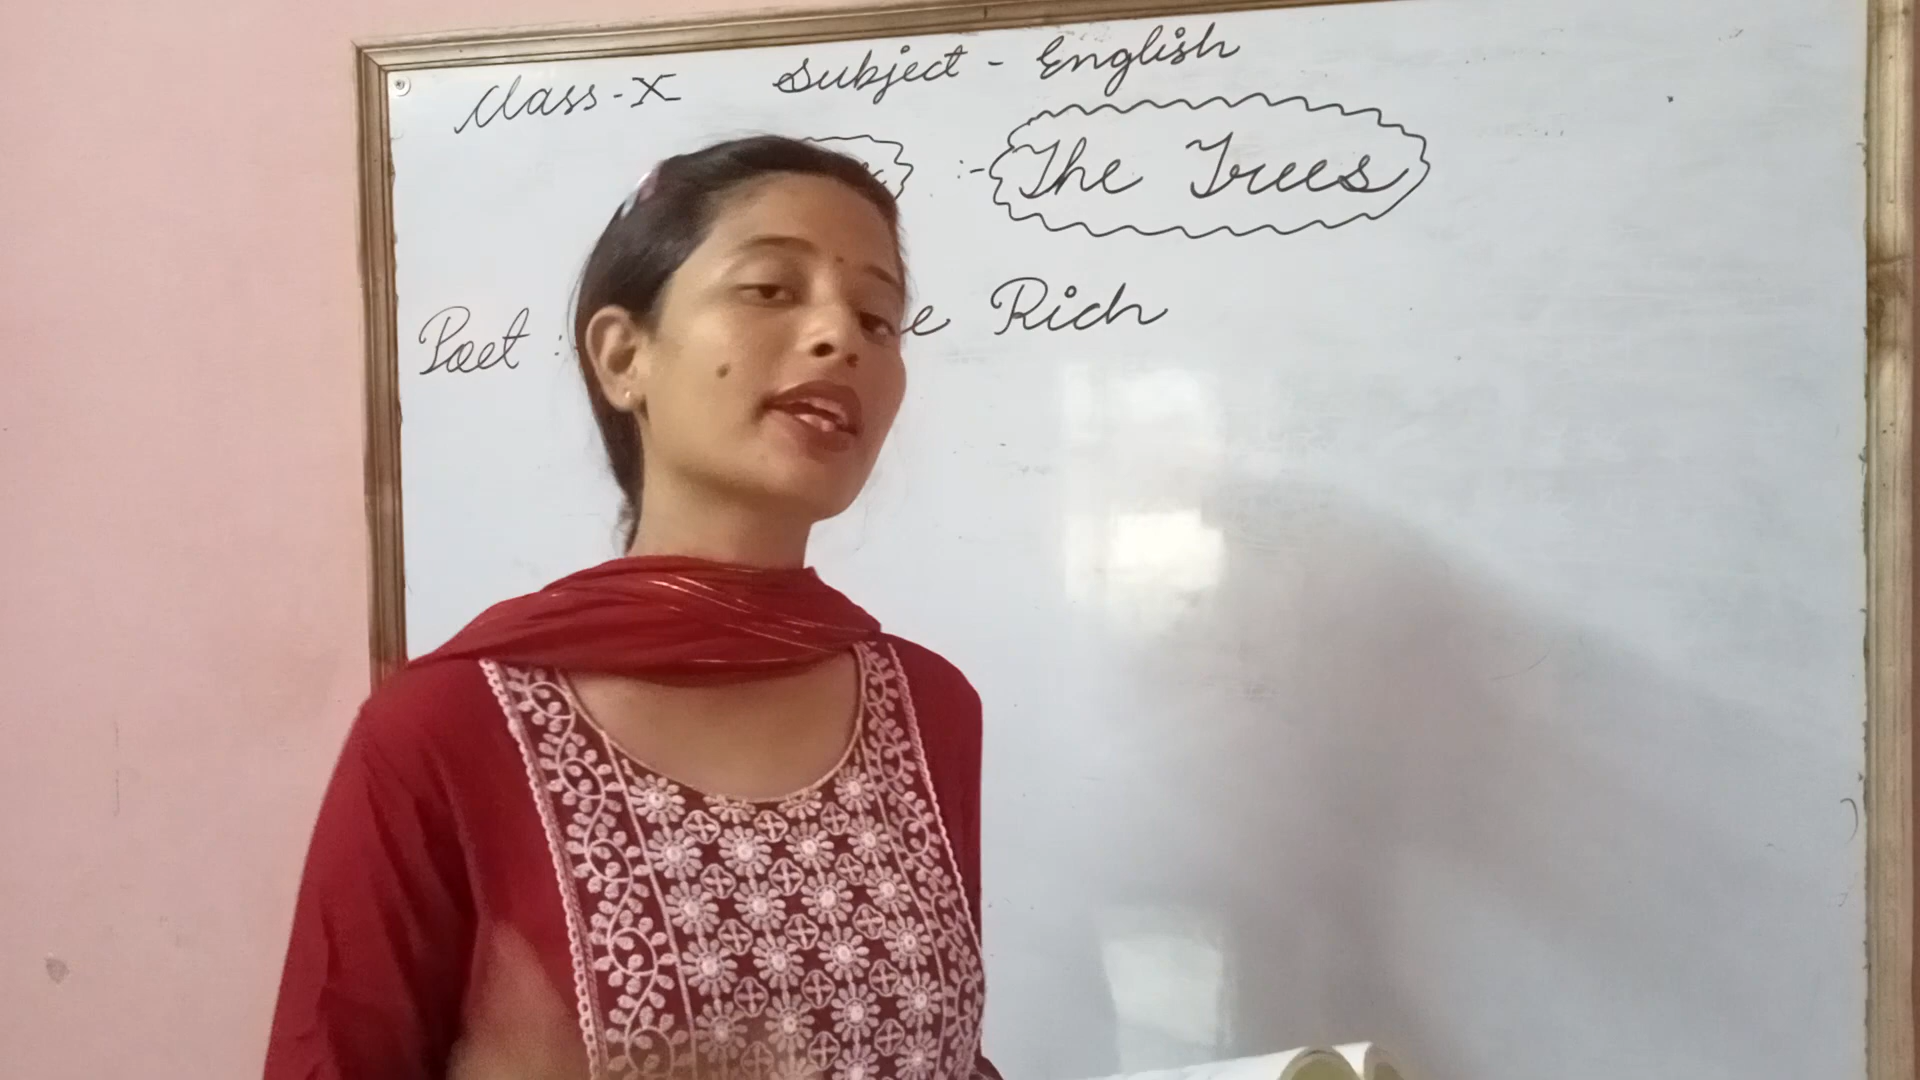 Class-X Subject - English
:- The Trees
Poet : Rich